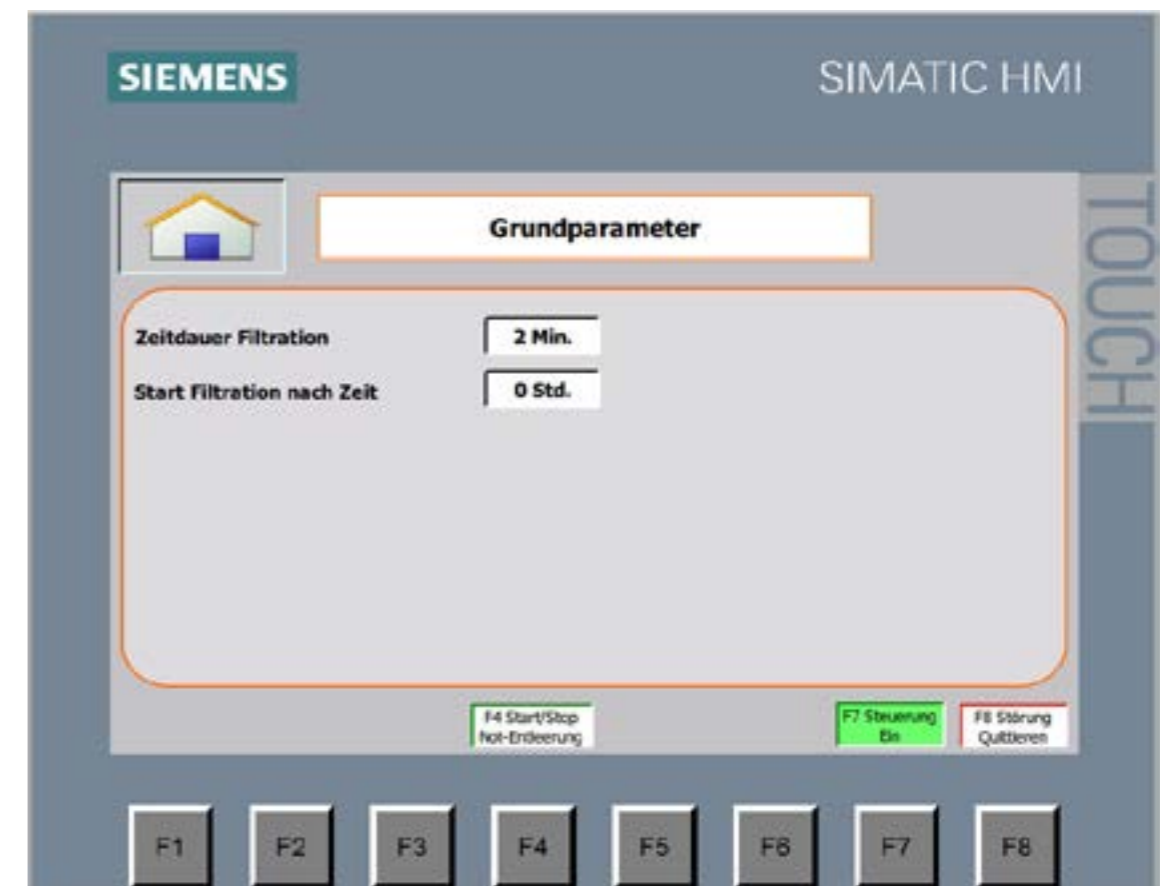 SIEMENS
SIMATIC HMI
TOUCH
Grundparameter
Zeitdauer Filtration
2 Min.
Start Filtration nach Zeit
0 Std.
F4 Start/Stop
Not-Entleerung
F7 Steuerung
Ein
F8 Störung
Quittieren
F1
F2
F3
F4
F5
F6
F7
F8